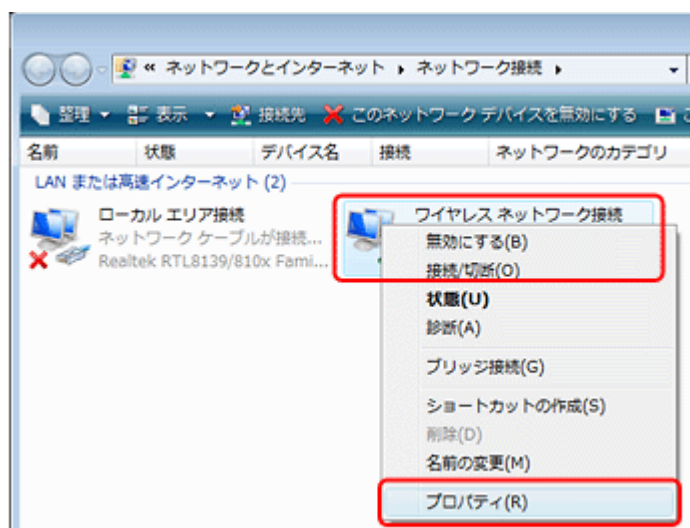 « ネットワークとインターネット ▸ ネットワーク接続 ▸
整理 表示 接続先 このネットワーク デバイスを無効にする
名前 状態 デバイス名 接続 ネットワークのカテゴリ
LAN または高速インターネット (2)
ローカル エリア接続
ネットワーク ケーブルが接続...
Realtek RTL8139/810x Fami...
ワイヤレス ネットワーク接続
無効にする(B)
接続/切断(O)
状態(U)
診断(A)
ブリッジ接続(G)
ショートカットの作成(S)
削除(D)
名前の変更(M)
プロパティ(R)